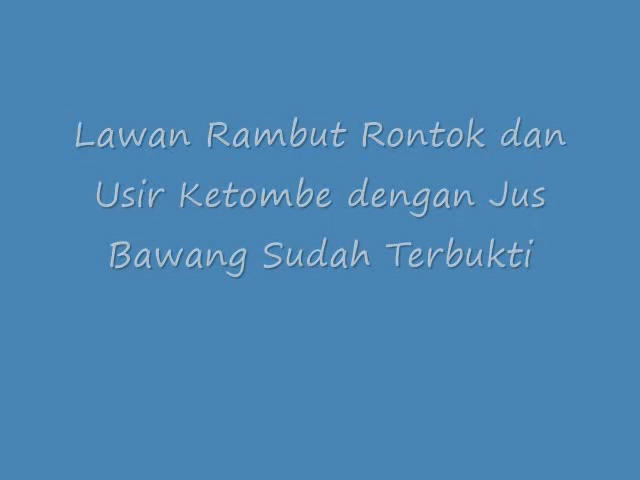 Lawan Rambut Rontok dan
Usir Ketombe dengan Jus
Bawang Sudah Terbukti